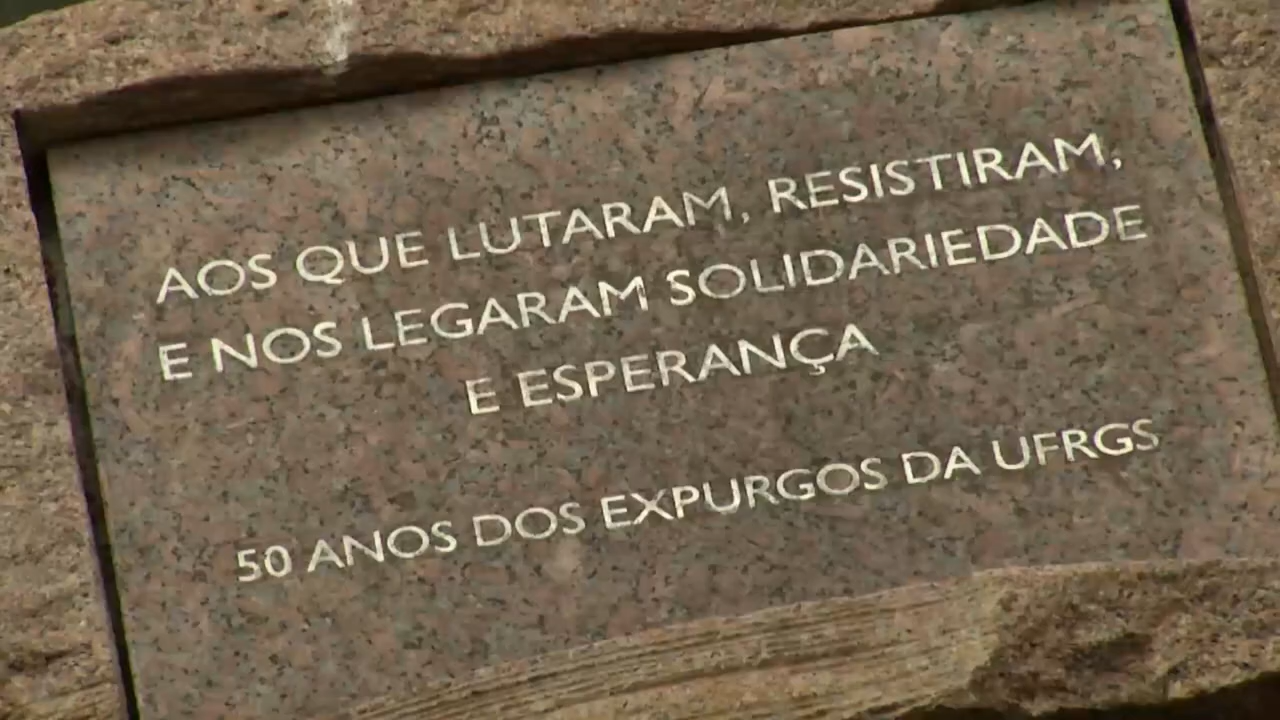 AOS QUE LUTARAM, RESISTIRAM,
E NOS LEGARAM SOLIDARIEDADE
E ESPERANÇA
50 ANOS DOS EXPURGOS DA UFRGS